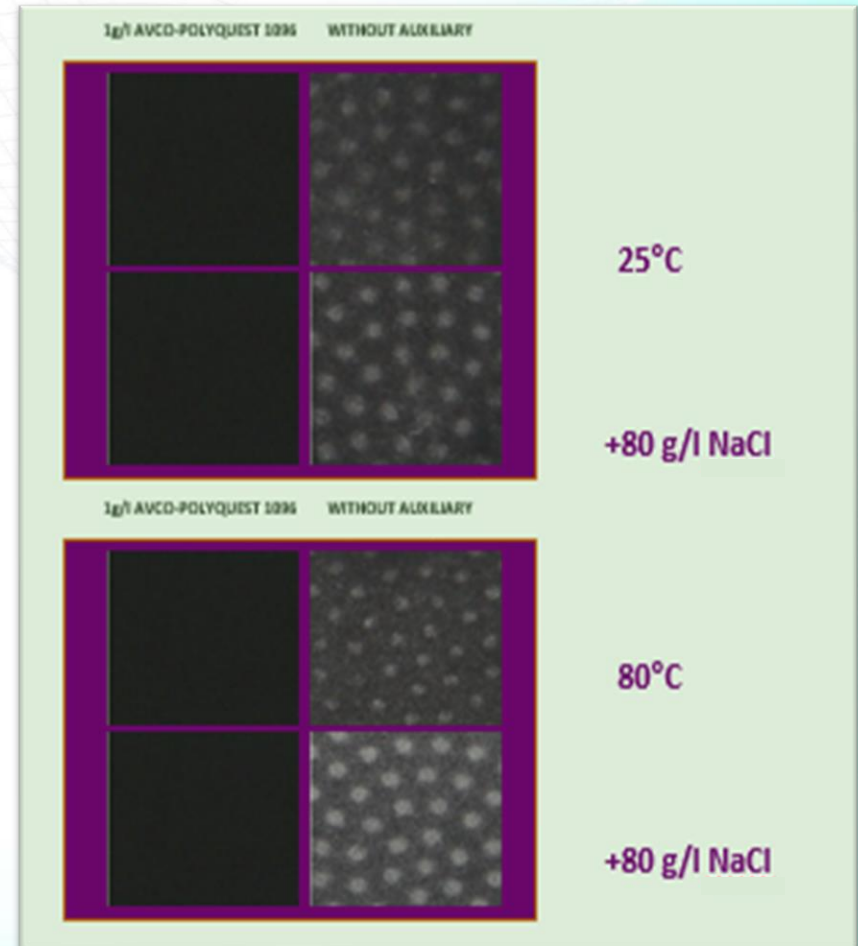 1g/l AVCO-POLYQUEST 1096 WITHOUT AUXILIARY
25°C
+80 g/l NaCl
1g/l AVCO-POLYQUEST 1096 WITHOUT AUXILIARY
80°C
+80 g/l NaCl